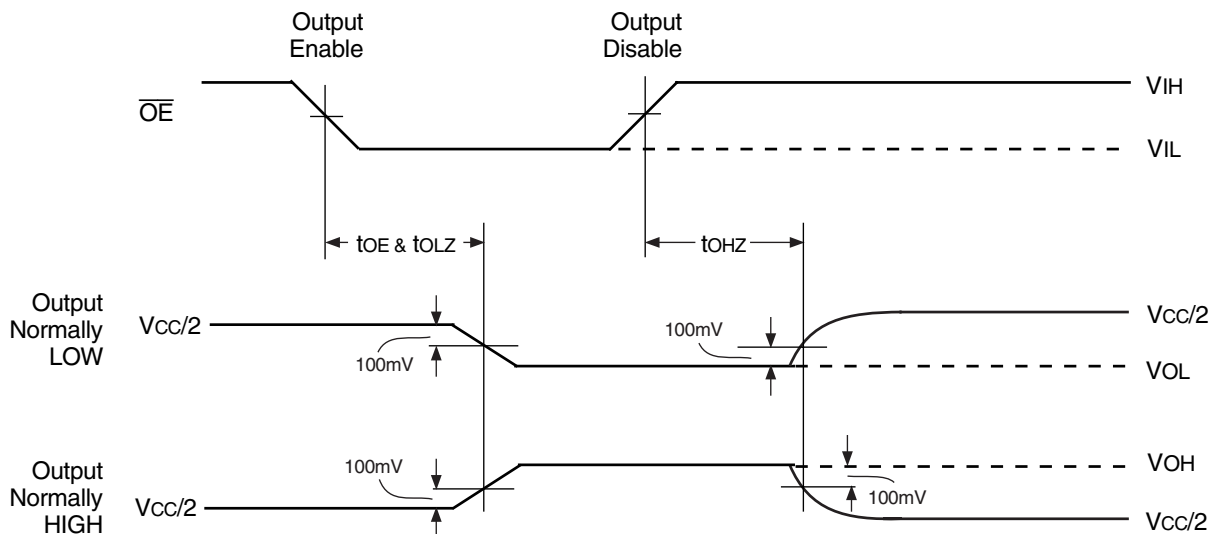 Output
Enable
Output
Disable
OE
VIH
VIL
tOE & tOLZ
tOHZ
Output
Normally
LOW
VCC/2
100mV
100mV
VCC/2
VOL
Output
Normally
HIGH
VCC/2
100mV
VOH
100mV
VCC/2